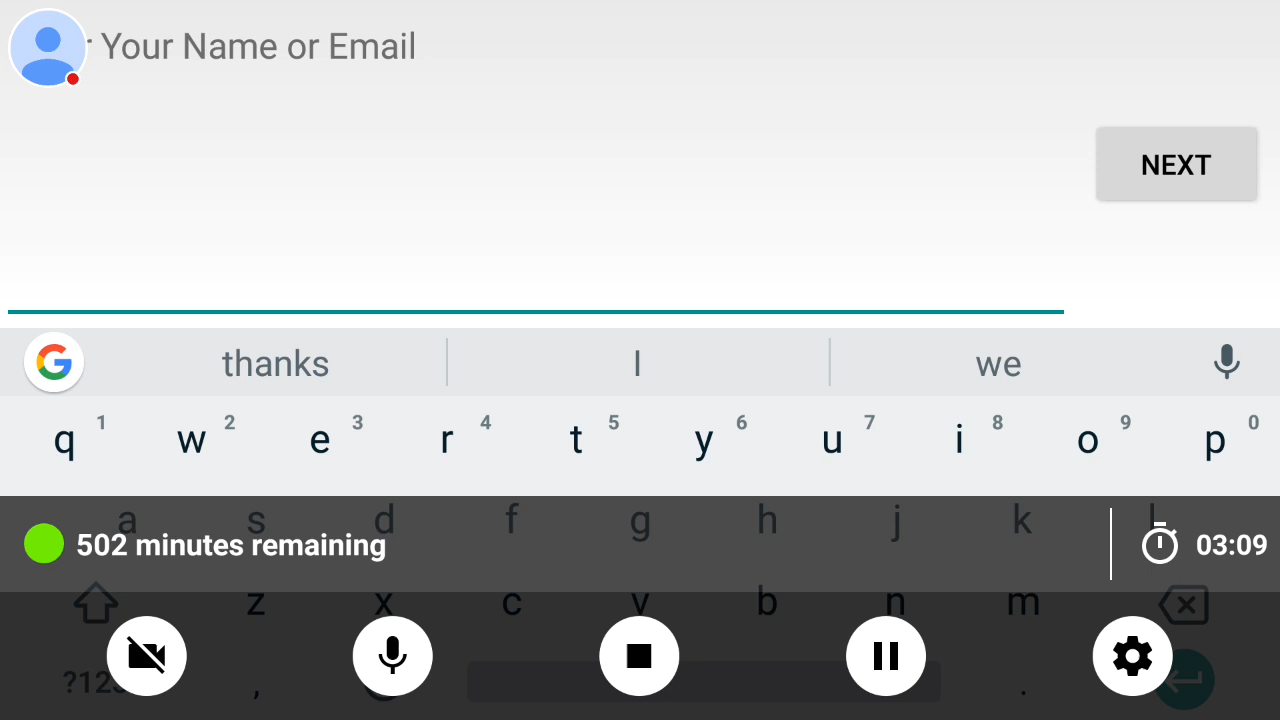 r Your Name or Email
NEXT
thanks I we
q 1 w 2 e 3 r 4 t 5 y 6 u 7 i 8 o 9 p 0
a s d f g h j k l
502 minutes remaining 03:09
z x c v b n m
?123 , .